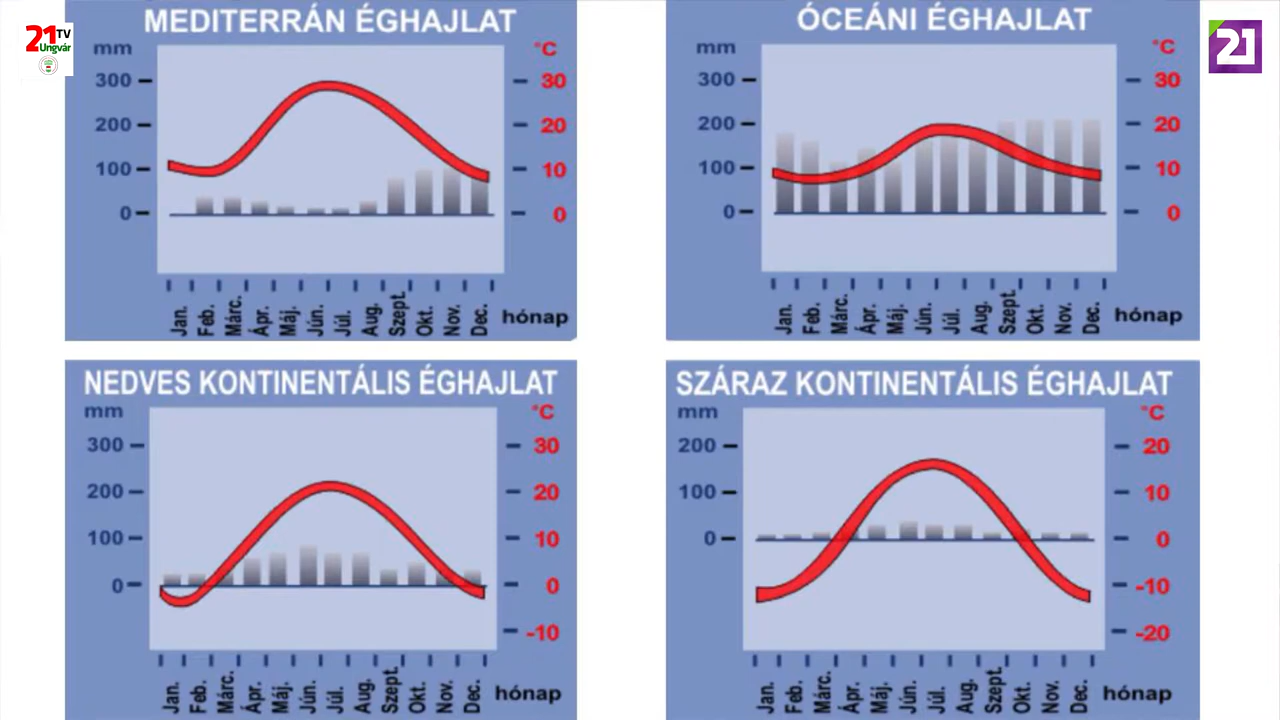 21 TV
Ungvár
21
MEDITERRÁN ÉGHAJLAT
mm
°C
300
30
200
20
100
10
0
0
Jan.
Feb.
Márc.
Ápr.
Máj.
Jún.
Júl.
Aug.
Szept.
Okt.
Nov.
Dec.
hónap
ÓCEÁNI ÉGHAJLAT
mm
°C
300
30
200
20
100
10
0
0
Jan.
Feb.
Márc.
Ápr.
Máj.
Jún.
Júl.
Aug.
Szept.
Okt.
Nov.
Dec.
hónap
NEDVES KONTINENTÁLIS ÉGHAJLAT
mm
°C
300
30
200
20
100
10
0
0
-10
Jan.
Feb.
Márc.
Ápr.
Máj.
Jún.
Júl.
Aug.
Szept.
Okt.
Nov.
Dec.
hónap
SZÁRAZ KONTINENTÁLIS ÉGHAJLAT
mm
°C
200
20
100
10
0
0
-10
-20
Jan.
Feb.
Márc.
Ápr.
Máj.
Jún.
Júl.
Aug.
Szept.
Okt.
Nov.
Dec.
hónap